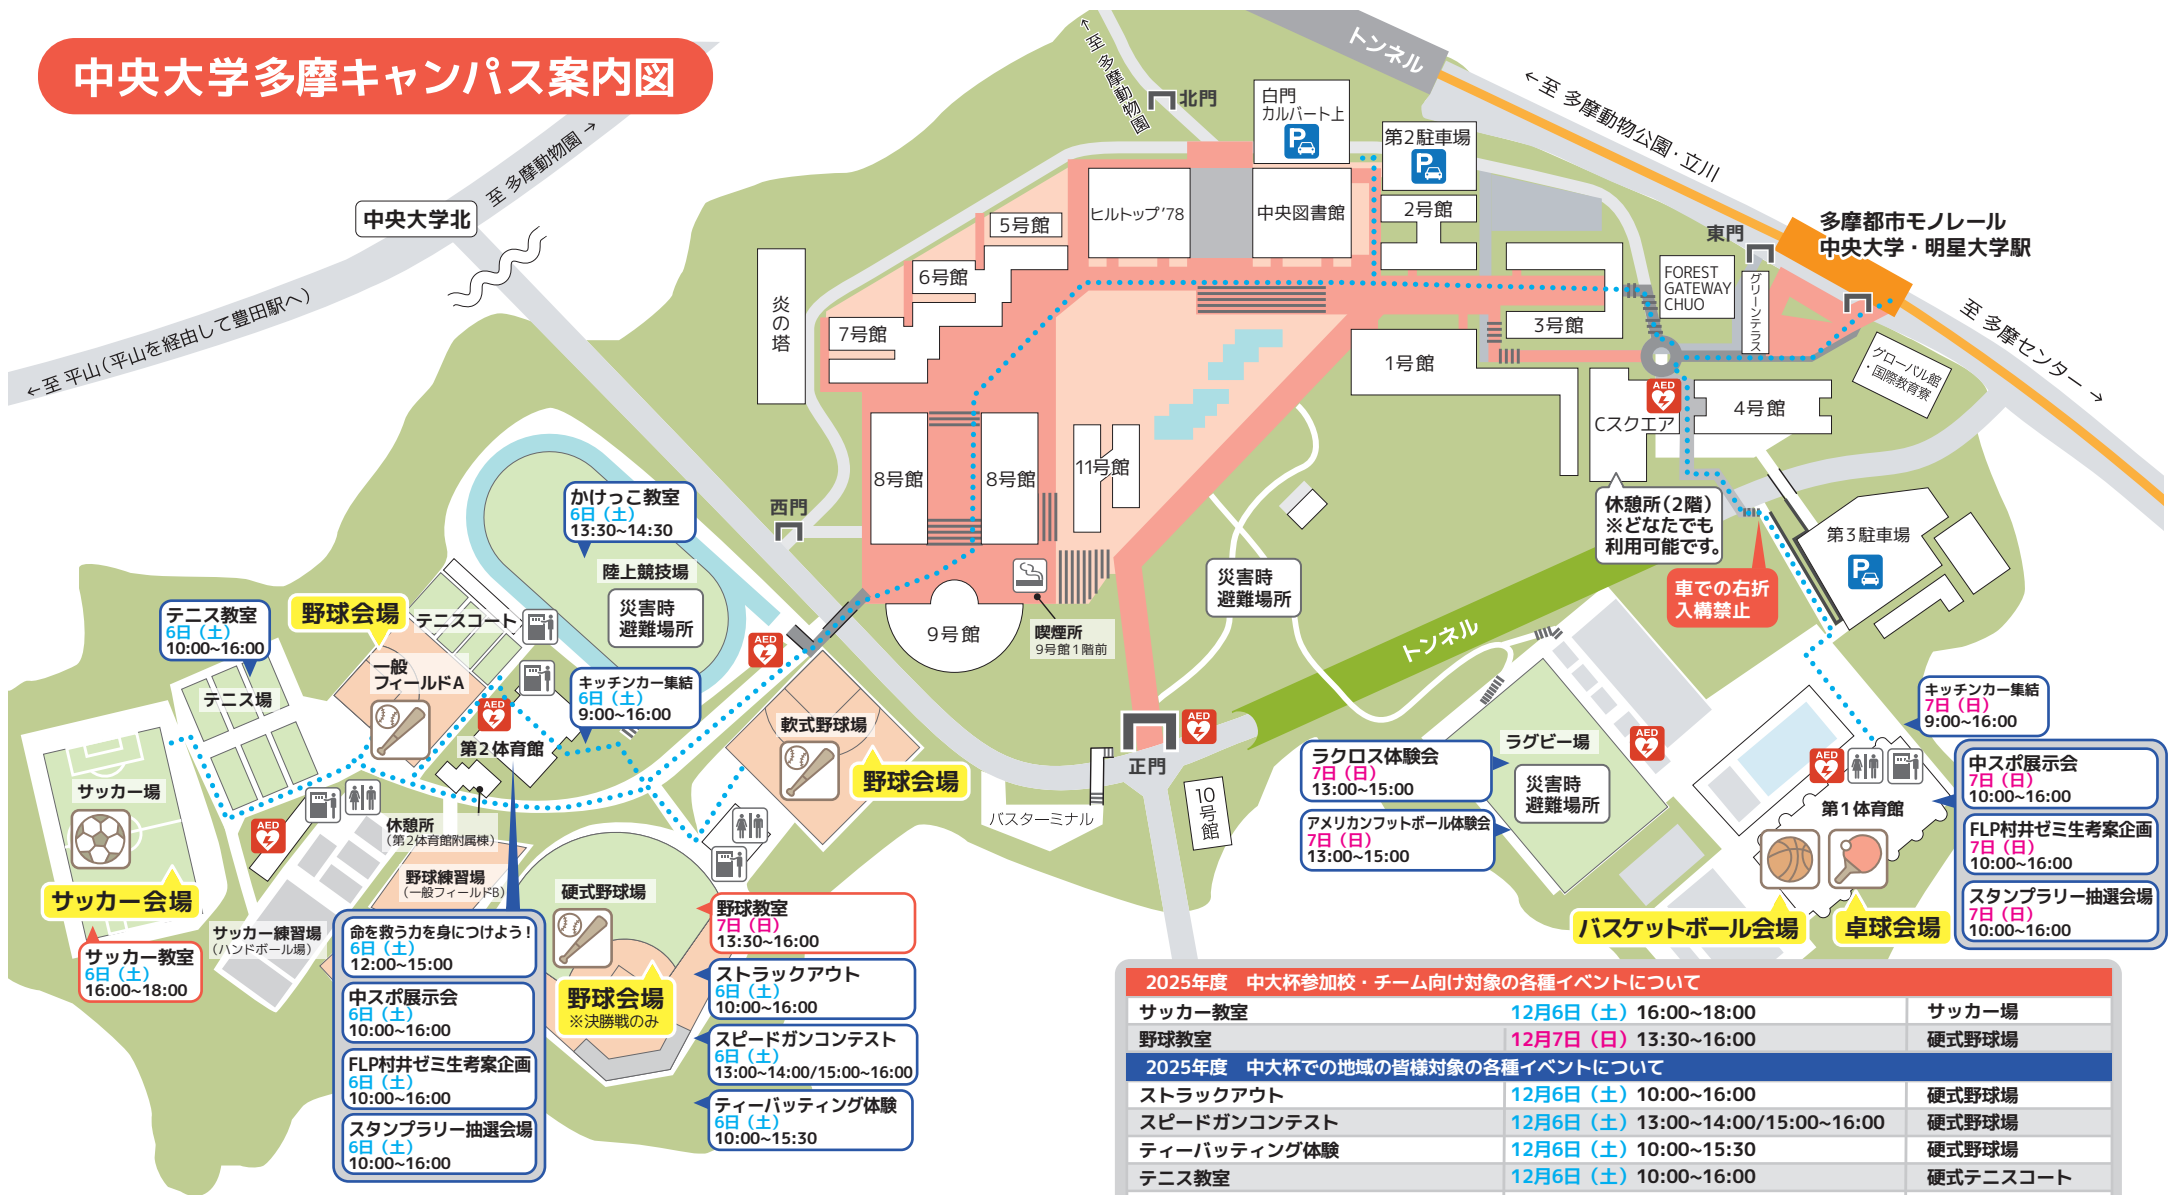 中央大学多摩キャンパス案内図
トンネル
←至 多摩動物公園・立川
←至 多摩動物園
北門
白門
カルバート上
P
第2駐車場
P
至 多摩動物園→
中央大学北
←至 平山(平山を経由して豊田駅へ)
ヒルトップ'78
中央図書館
2号館
5号館
6号館
7号館
炎の塔
東門
多摩都市モノレール
中央大学・明星大学駅
FOREST
GATEWAY
CHUO
グリーンテラス
3号館
1号館
至 多摩センター→
グローバル館
・国際教育寮
AED
Cスクエア
4号館
8号館
8号館
11号館
西門
休憩所(2階)
※どなたでも
利用可能です。
第3駐車場
P
車での右折
入構禁止
かけっこ教室
6日(土)
13:30~14:30
陸上競技場
災害時
避難場所
災害時
避難場所
トンネル
テニス教室
6日(土)
10:00~16:00
野球会場
テニスコート
一般
フィールドA
テニス場
AED
9号館
喫煙所
9号館1階前
キッチンカー集結
6日(土)
9:00~16:00
AED
第2体育館
軟式野球場
野球会場
正門
AED
バスターミナル
10号館
ラクロス体験会
7日(日)
13:00~15:00
アメリカンフットボール体験会
7日(日)
13:00~15:00
ラグビー場
災害時
避難場所
AED
キッチンカー集結
7日(日)
9:00~16:00
AED
第1体育館
中スポ展示会
7日(日)
10:00~16:00
FLP村井ゼミ生考案企画
7日(日)
10:00~16:00
スタンプラリー抽選会場
7日(日)
10:00~16:00
バスケットボール会場
卓球会場
サッカー場
サッカー会場
サッカー教室
6日(土)
16:00~18:00
AED
休憩所
(第2体育館附属棟)
野球練習場
(一般フィールドB)
サッカー練習場
(ハンドボール場)
命を救う力を身につけよう!
6日(土)
12:00~15:00
中スポ展示会
6日(土)
10:00~16:00
FLP村井ゼミ生考案企画
6日(土)
10:00~16:00
スタンプラリー抽選会場
6日(土)
10:00~16:00
硬式野球場
野球会場
※決勝戦のみ
野球教室
7日(日)
13:30~16:00
ストラックアウト
6日(土)
10:00~16:00
スピードガンコンテスト
6日(土)
13:00~14:00/15:00~16:00
ティーバッティング体験
6日(土)
10:00~15:30
2025年度 中大杯参加校・チーム向け対象の各種イベントについて
サッカー教室 12月6日(土)16:00~18:00 サッカー場
野球教室 12月7日(日)13:30~16:00 硬式野球場
2025年度 中大杯での地域の皆様対象の各種イベントについて
ストラックアウト 12月6日(土)10:00~16:00 硬式野球場
スピードガンコンテスト 12月6日(土)13:00~14:00/15:00~16:00 硬式野球場
ティーバッティング体験 12月6日(土)10:00~15:30 硬式野球場
テニス教室 12月6日(土)10:00~16:00 硬式テニスコート